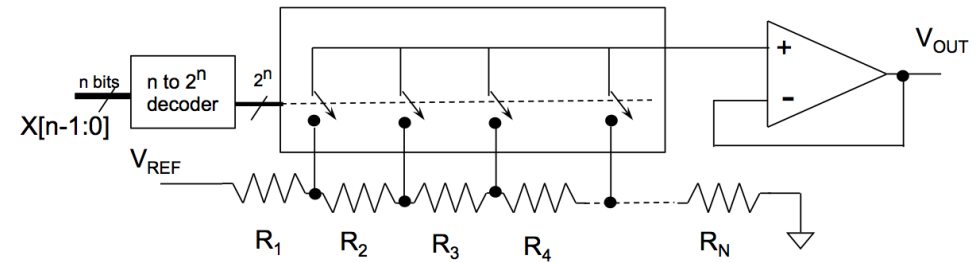 n bits
n to 2ⁿ
decoder
2ⁿ
X[n-1:0]
V_REF
+
-
V_OUT
R₁ R₂ R₃ R₄ R_N